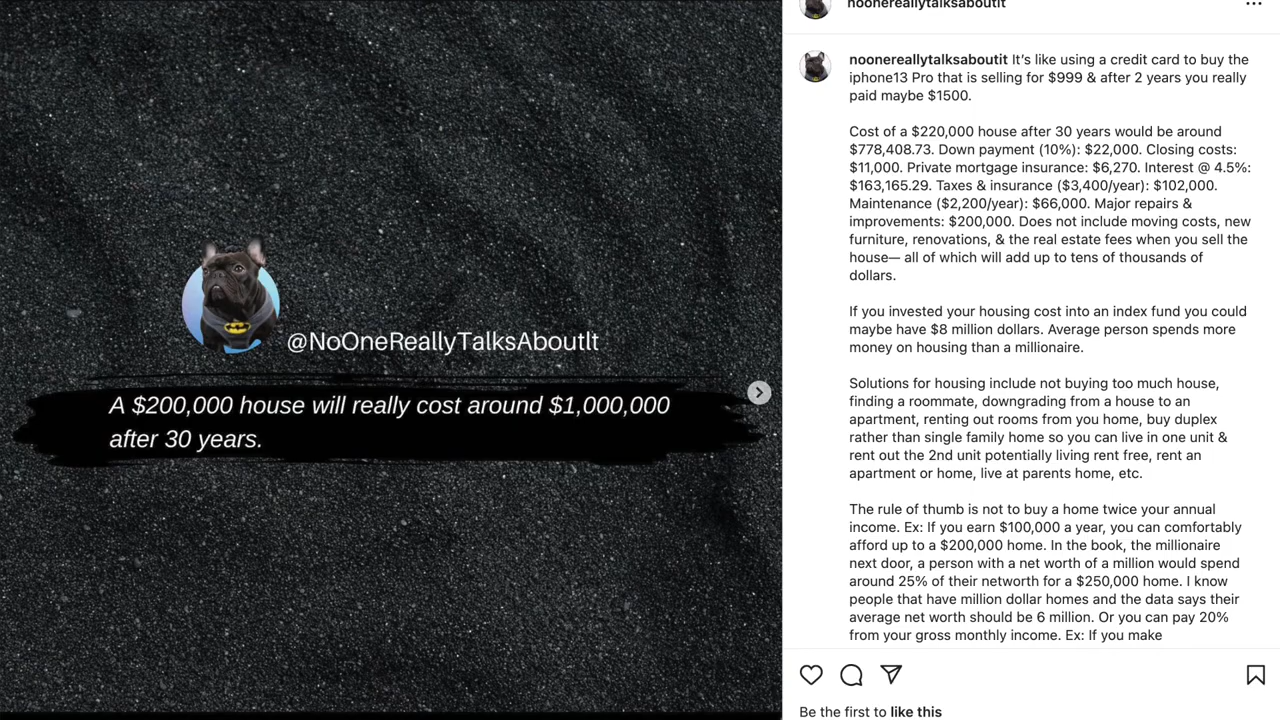 @NoOneReallyTalksAboutIt
A $200,000 house will really cost around $1,000,000
after 30 years.
noonereallytalksaboutit
noonereallytalksaboutit It's like using a credit card to buy the
iphone13 Pro that is selling for $999 & after 2 years you really
paid maybe $1500.
Cost of a $220,000 house after 30 years would be around
$778,408.73. Down payment (10%): $22,000. Closing costs:
$11,000. Private mortgage insurance: $6,270. Interest @ 4.5%:
$163,165.29. Taxes & insurance ($3,400/year): $102,000.
Maintenance ($2,200/year): $66,000. Major repairs &
improvements: $200,000. Does not include moving costs, new
furniture, renovations, & the real estate fees when you sell the
house— all of which will add up to tens of thousands of
dollars.
If you invested your housing cost into an index fund you could
maybe have $8 million dollars. Average person spends more
money on housing than a millionaire.
Solutions for housing include not buying too much house,
finding a roommate, downgrading from a house to an
apartment, renting out rooms from you home, buy duplex
rather than single family home so you can live in one unit &
rent out the 2nd unit potentially living rent free, rent an
apartment or home, live at parents home, etc.
The rule of thumb is not to buy a home twice your annual
income. Ex: If you earn $100,000 a year, you can comfortably
afford up to a $200,000 home. In the book, the millionaire
next door, a person with a net worth of a million would spend
around 25% of their networth for a $250,000 home. I know
people that have million dollar homes and the data says their
average net worth should be 6 million. Or you can pay 20%
from your gross monthly income. Ex: If you make
Be the first to like this